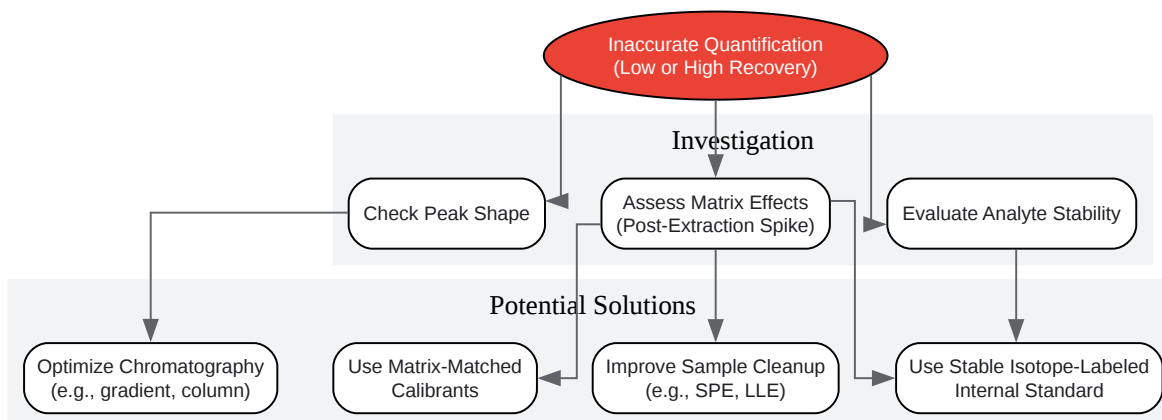 Inaccurate Quantification
(Low or High Recovery)
Investigation
Check Peak Shape
Assess Matrix Effects
(Post-Extraction Spike)
Evaluate Analyte Stability
Potential Solutions
Optimize Chromatography
(e.g., gradient, column)
Use Matrix-Matched
Calibrants
Improve Sample Cleanup
(e.g., SPE, LLE)
Use Stable Isotope-Labeled
Internal Standard